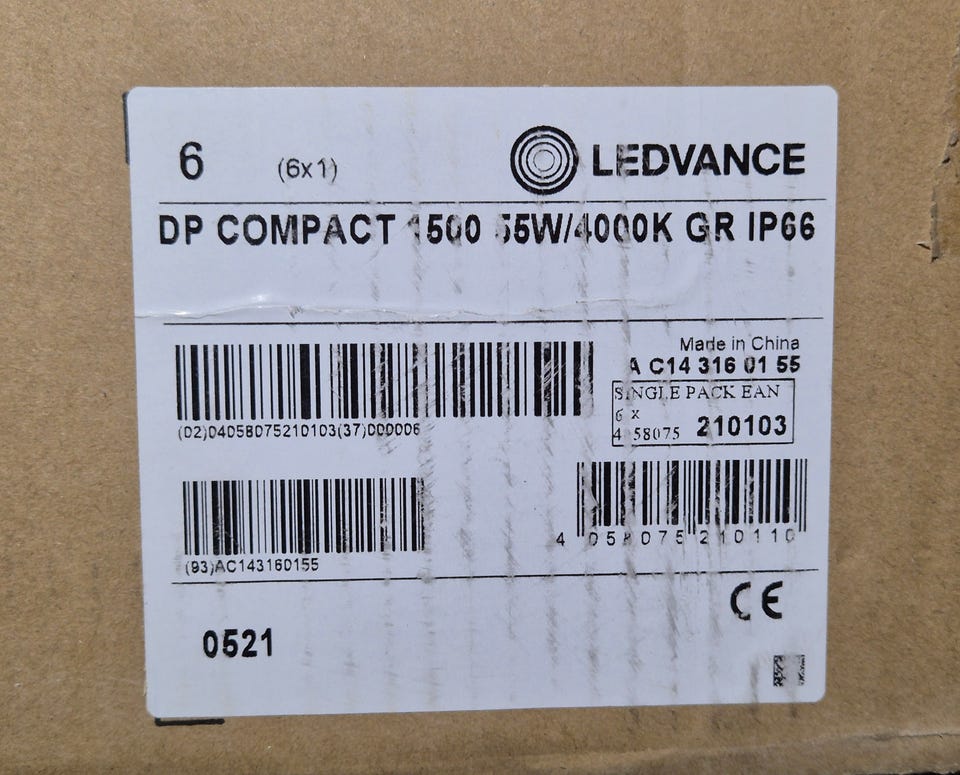 6 (6x1) LEDVANCE
DP COMPACT 1500 55W/4000K GR IP66
Made in China
A C14 316 01 55
SINGLE PACK EAN
6 x
4058075 210103
(02)04058075210103(37)000006
4 058075 210110
(93)AC143160155
CE
0521